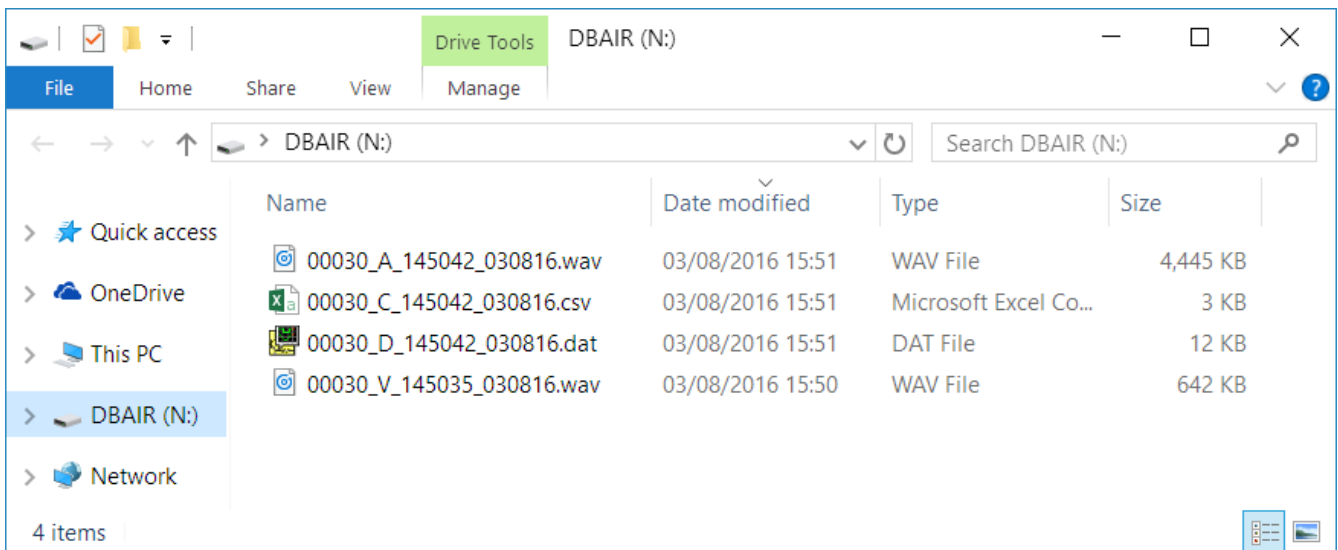 Drive Tools DBAIR (N:)
File Home Share View Manage
DBAIR (N:) Search DBAIR (N:)
Name Date modified Type Size
Quick access
00030_A_145042_030816.wav 03/08/2016 15:51 WAV File 4,445 KB
OneDrive
00030_C_145042_030816.csv 03/08/2016 15:51 Microsoft Excel Co... 3 KB
This PC
00030_D_145042_030816.dat 03/08/2016 15:51 DAT File 12 KB
00030_V_145035_030816.wav 03/08/2016 15:50 WAV File 642 KB
DBAIR (N:)
Network
4 items